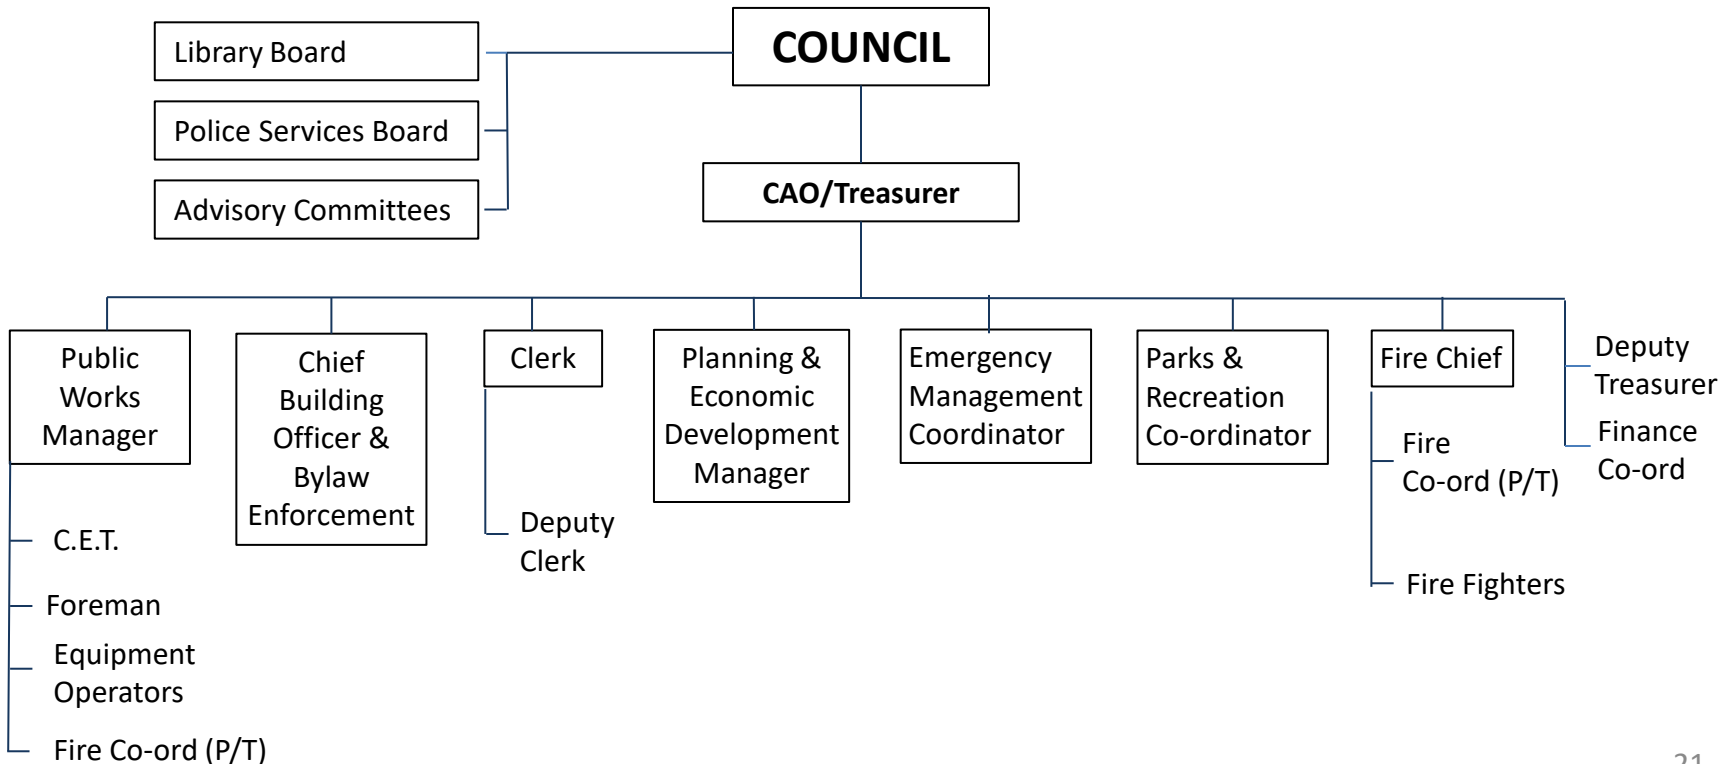 COUNCIL
Library Board
Police Services Board
Advisory Committees
CAO/Treasurer
Public
Works
Manager
Chief
Building
Officer &
Bylaw
Enforcement
Clerk
Planning &
Economic
Development
Manager
Emergency
Management
Coordinator
Parks &
Recreation
Co-ordinator
Fire Chief
Deputy
Treasurer
Finance
Co-ord
C.E.T.
Foreman
Equipment
Operators
Fire Co-ord (P/T)
Deputy
Clerk
Fire
Co-ord (P/T)
Fire Fighters
21